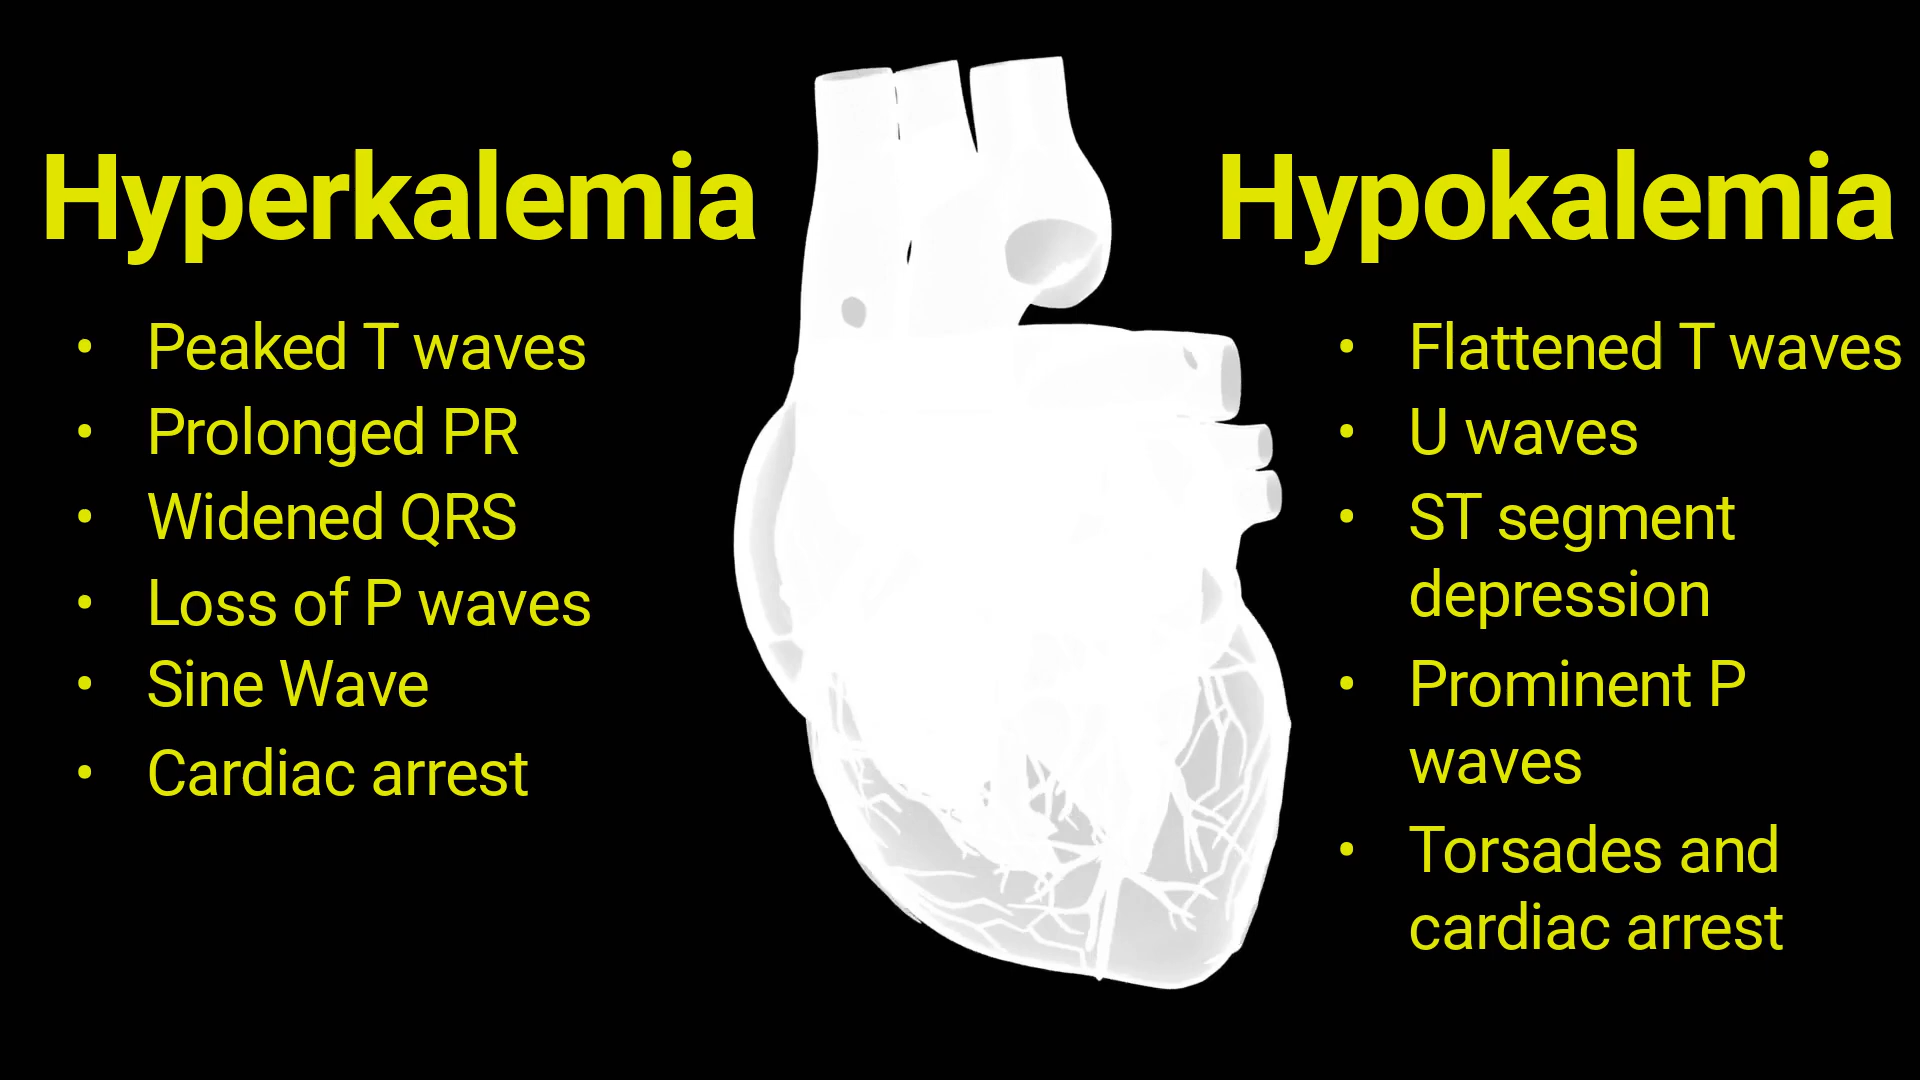 Hyperkalemia
• Peaked T waves
• Prolonged PR
• Widened QRS
• Loss of P waves
• Sine Wave
• Cardiac arrest
Hypokalemia
• Flattened T waves
• U waves
• ST segment
depression
• Prominent P
waves
• Torsades and
cardiac arrest